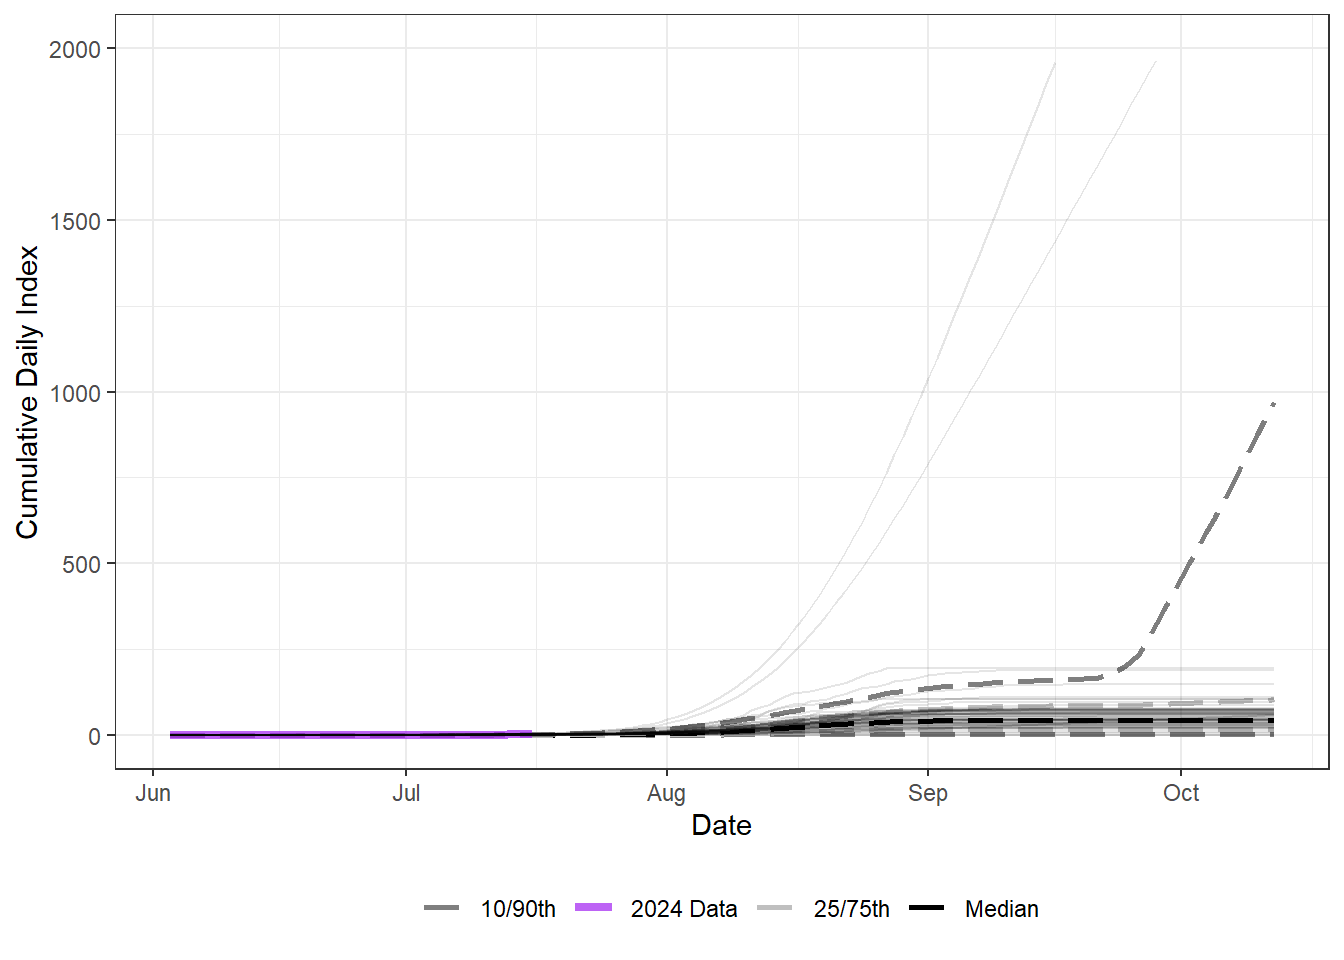 2000
1500
1000
500
0
Cumulative Daily Index
Jun Jul Aug Sep Oct
Date
10/90th 2024 Data 25/75th Median